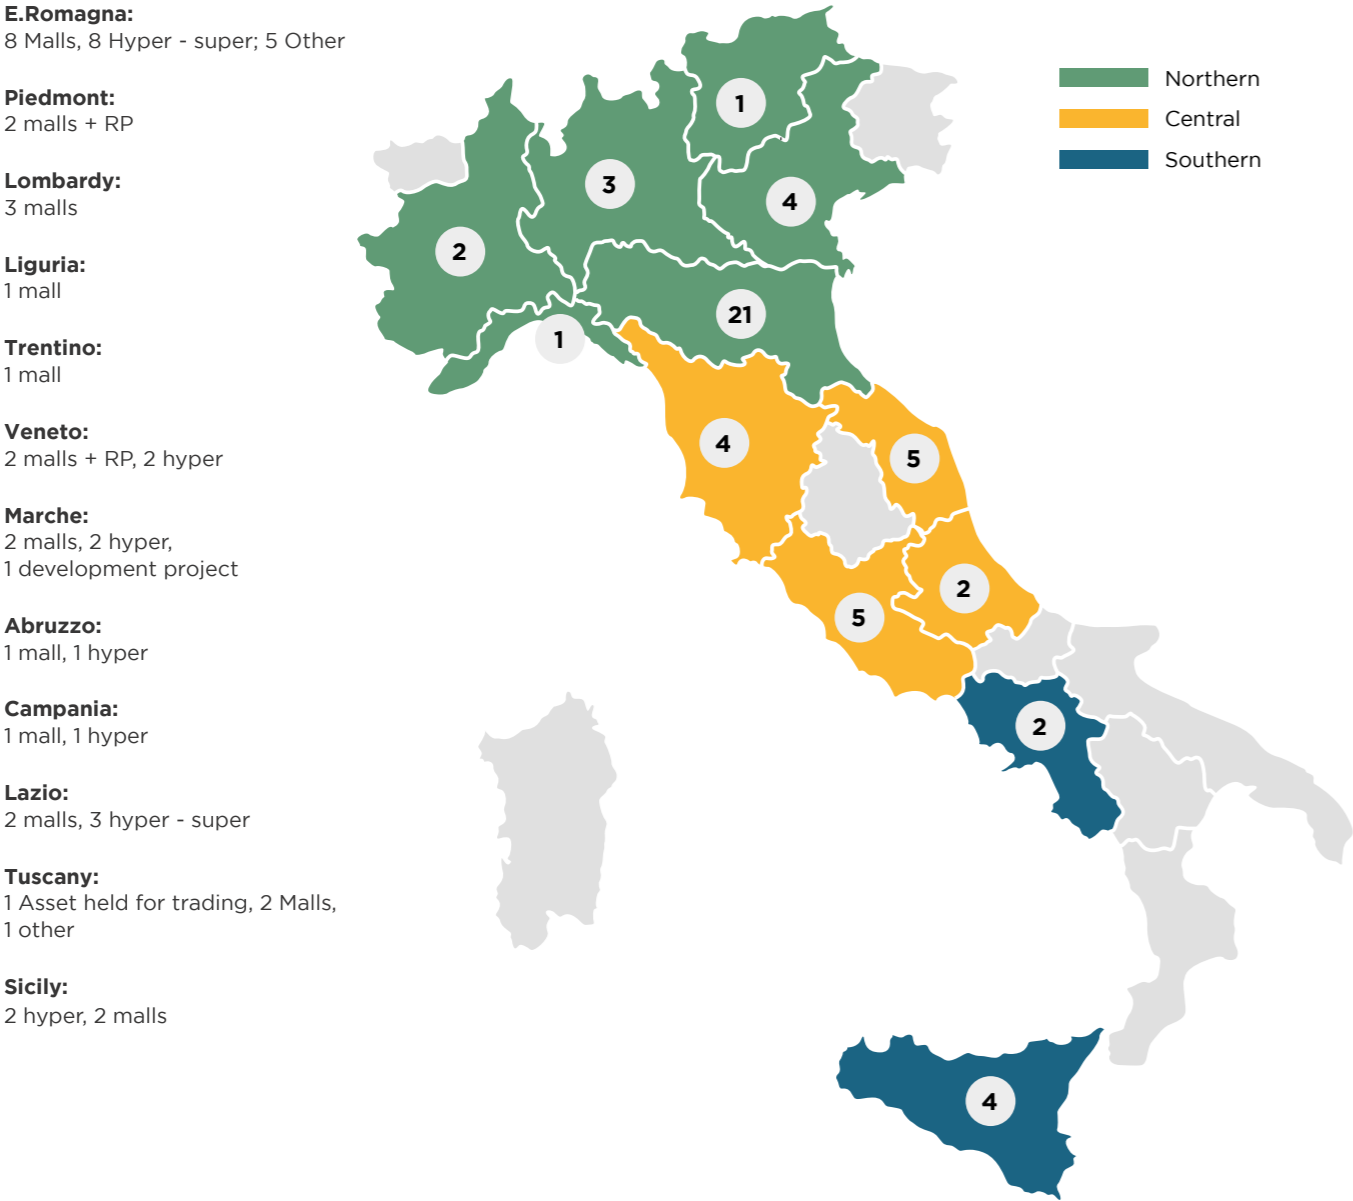 E.Romagna:
8 Malls, 8 Hyper - super; 5 Other
Piedmont:
2 malls + RP
Lombardy:
3 malls
Liguria:
1 mall
Trentino:
1 mall
Veneto:
2 malls + RP, 2 hyper
Marche:
2 malls, 2 hyper,
1 development project
Abruzzo:
1 mall, 1 hyper
Campania:
1 mall, 1 hyper
Lazio:
2 malls, 3 hyper - super
Tuscany:
1 Asset held for trading, 2 Malls,
1 other
Sicily:
2 hyper, 2 malls
Northern
Central
Southern
1
3
4
2
21
1
4
5
2
5
2
4